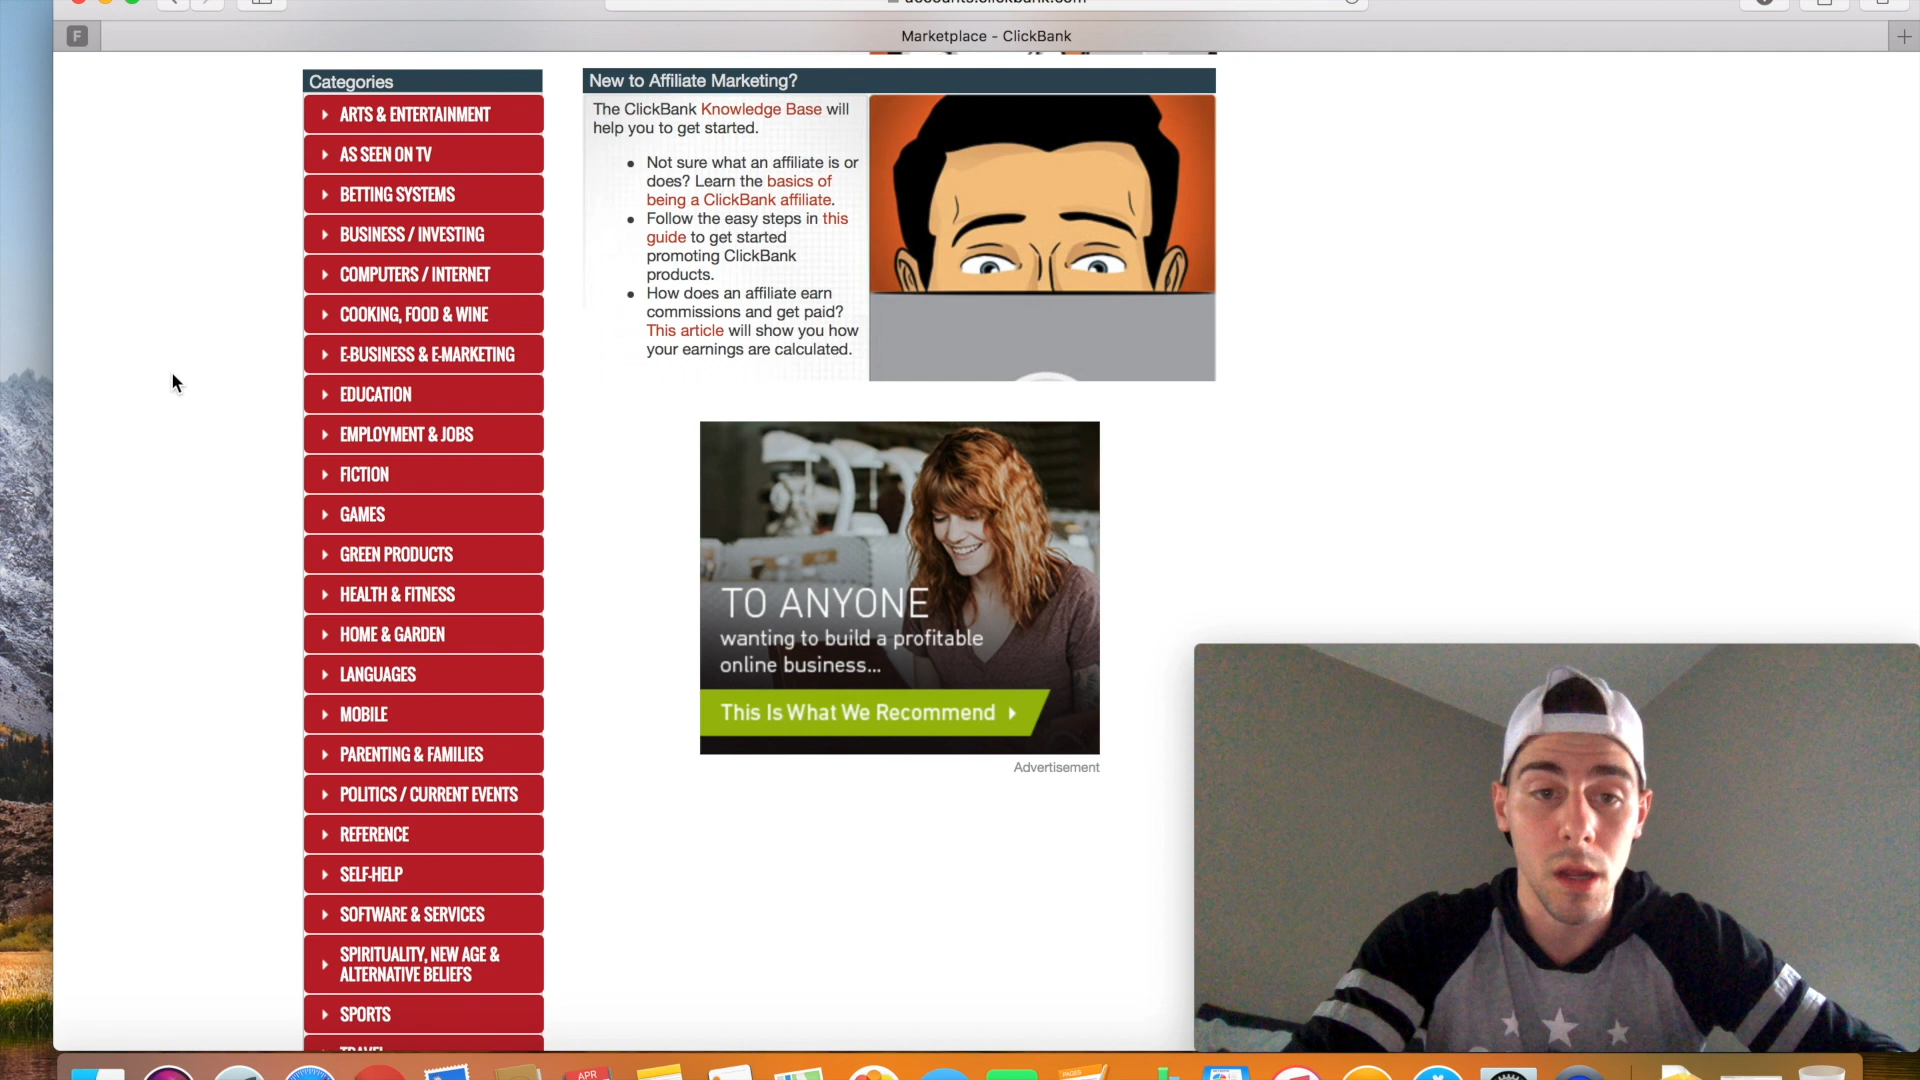 Marketplace - ClickBank
F
Categories
ARTS & ENTERTAINMENT
AS SEEN ON TV
BETTING SYSTEMS
BUSINESS / INVESTING
COMPUTERS / INTERNET
COOKING, FOOD & WINE
E-BUSINESS & E-MARKETING
EDUCATION
EMPLOYMENT & JOBS
FICTION
GAMES
GREEN PRODUCTS
HEALTH & FITNESS
HOME & GARDEN
LANGUAGES
MOBILE
PARENTING & FAMILIES
POLITICS / CURRENT EVENTS
REFERENCE
SELF-HELP
SOFTWARE & SERVICES
SPIRITUALITY, NEW AGE &
ALTERNATIVE BELIEFS
SPORTS
New to Affiliate Marketing?
The ClickBank Knowledge Base will
help you to get started.
Not sure what an affiliate is or
does? Learn the basics of
being a ClickBank affiliate.
Follow the easy steps in this
guide to get started
promoting ClickBank
products.
How does an affiliate earn
commissions and get paid?
This article will show you how
your earnings are calculated.
TO ANYONE
wanting to build a profitable
online business...
This Is What We Recommend
Advertisement
APR
PAGES